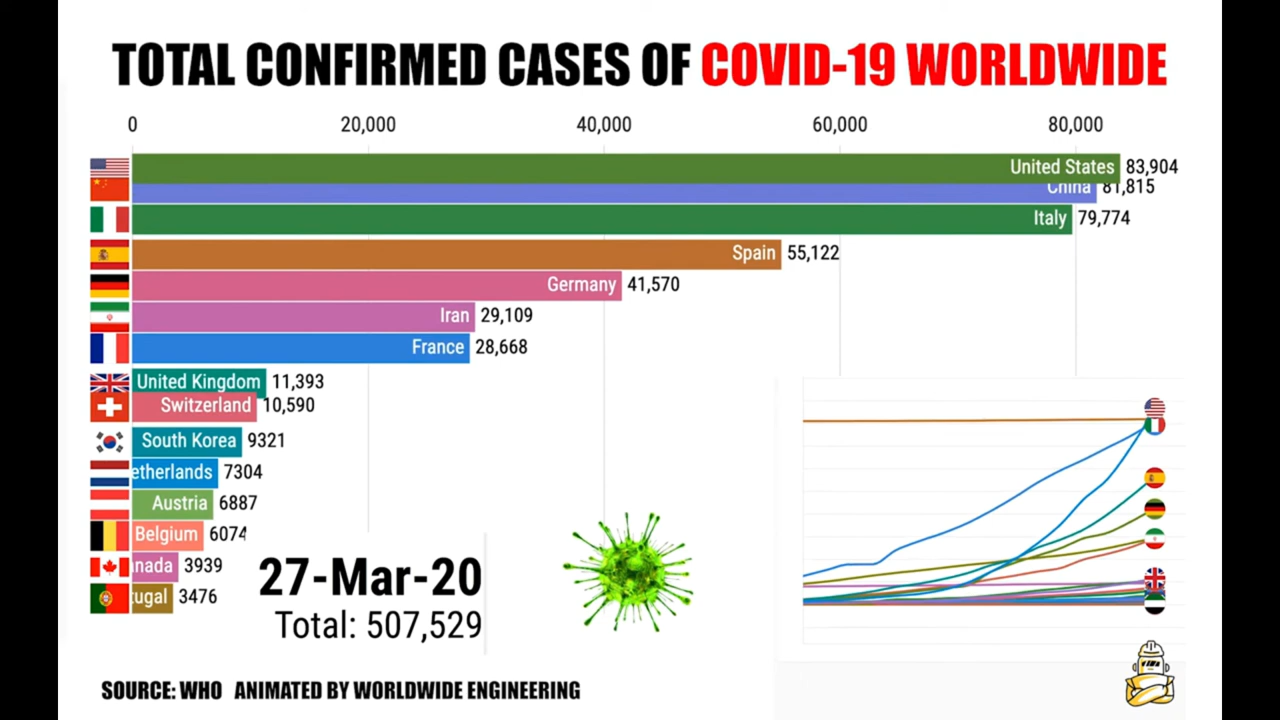 TOTAL CONFIRMED CASES OF COVID-19 WORLDWIDE
0 20,000 40,000 60,000 80,000
United States 83,904
China 81,815
Italy 79,774
Spain 55,122
Germany 41,570
Iran 29,109
France 28,668
United Kingdom 11,393
Switzerland 10,590
South Korea 9321
etherlands 7304
Austria 6887
Belgium 6074
nada 3939
tugal 3476
27-Mar-20
Total: 507,529
SOURCE: WHO ANIMATED BY WORLDWIDE ENGINEERING